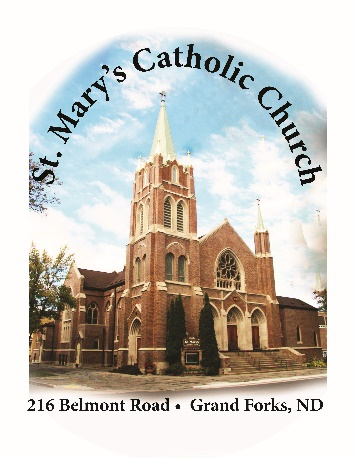 St. Mary's Catholic Church
216 Belmont Road • Grand Forks, ND